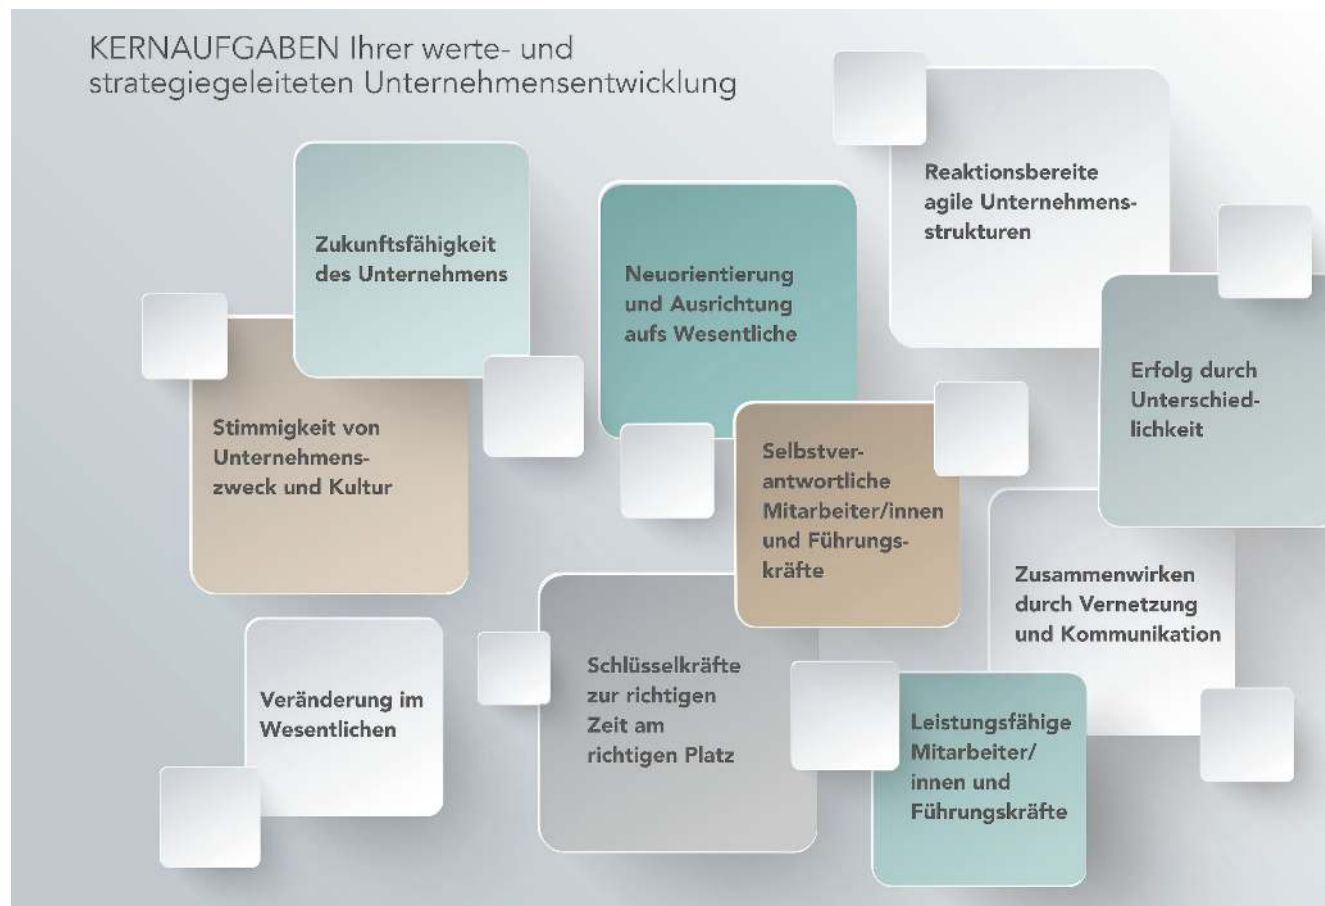 KERNAUFGABEN Ihrer werte- und
strategiegeleiteten Unternehmensentwicklung
Zukunftsfähigkeit
des Unternehmens
Neuorientierung
und Ausrichtung
aufs Wesentliche
Reaktionsbereite
agile Unternehmens-
strukturen
Stimmigkeit von
Unternehmens-
zweck und Kultur
Selbstver-
antwortliche
Mitarbeiter/innen
und Führungs-
kräfte
Erfolg durch
Unterschied-
lichkeit
Veränderung im
Wesentlichen
Schlüsselkräfte
zur richtigen
Zeit am
richtigen Platz
Zusammenwirken
durch Vernetzung
und Kommunikation
Leistungsfähige
Mitarbeiter/
innen und
Führungskräfte